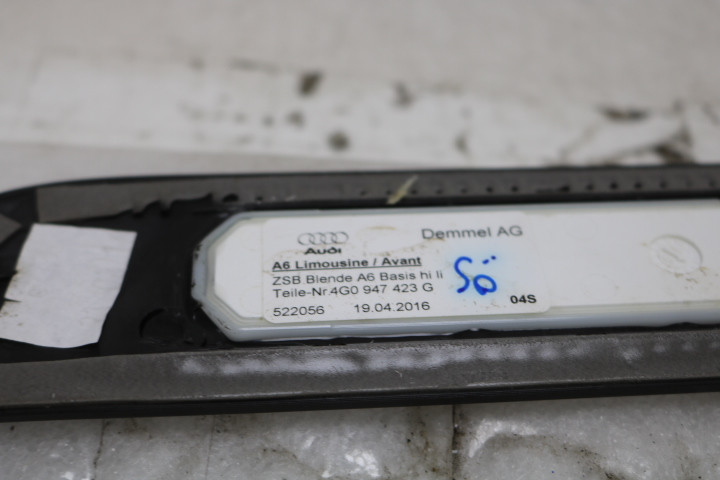 Audi
Demmel AG
A6 Limousine / Avant
ZSB.Blende A6 Basis hi li
Teile-Nr.4G0 947 423 G
522056 19.04.2016 04S